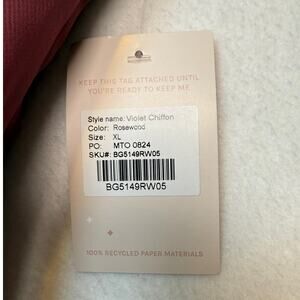 KEEP THIS TAG ATTACHED UNTIL
YOU'RE READY TO KEEP ME
Style name: Violet Chiffon
Color: Rosewood
Size: XL
PO: MTO 0824
SKU#: BG5149RW05
BG5149RW05
100% RECYCLED PAPER MATERIALS